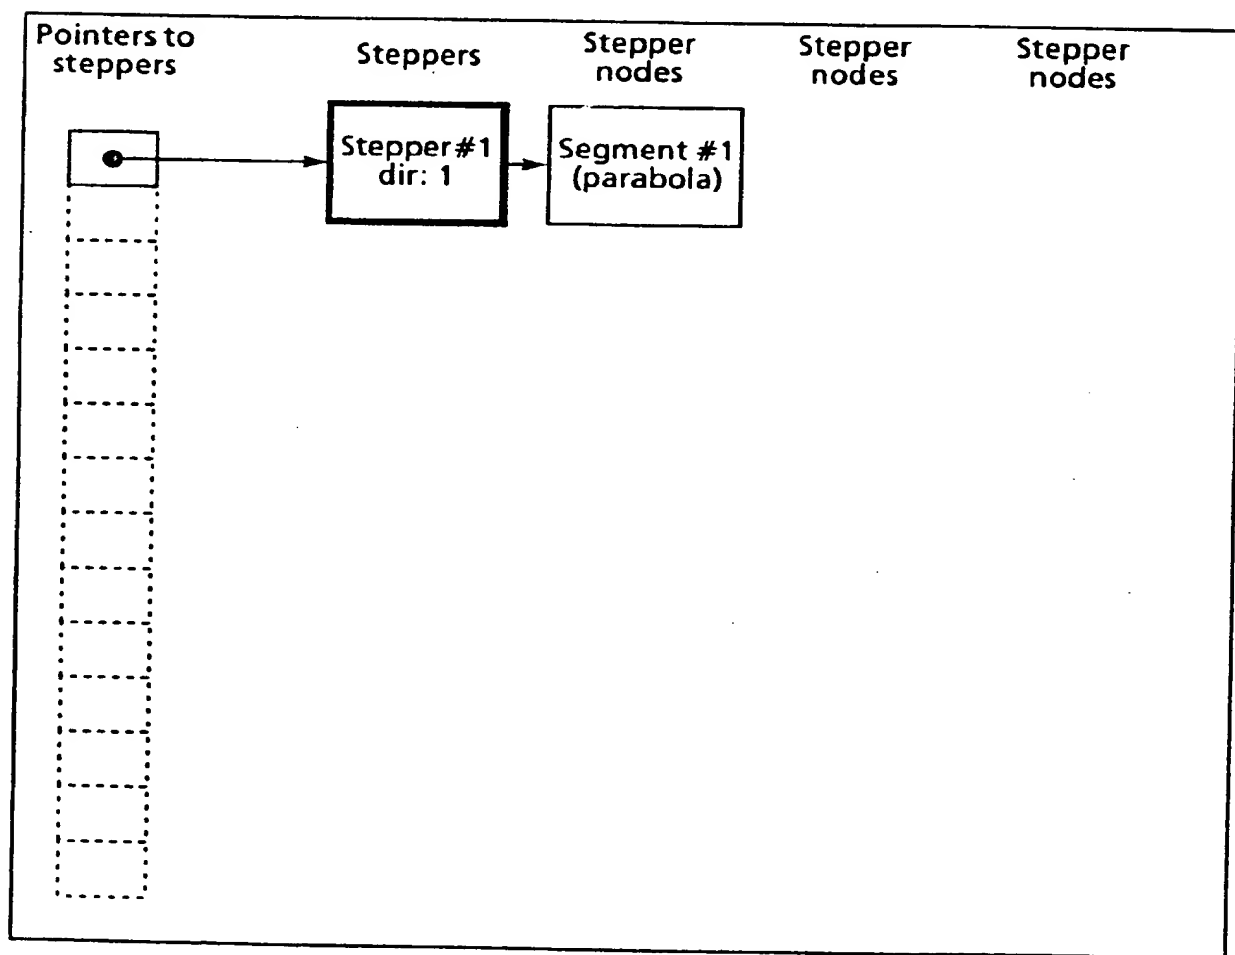 Pointers to
steppers
Steppers
Stepper
nodes
Stepper
nodes
Stepper
nodes
Stepper #1
dir: 1
Segment #1
(parabola)